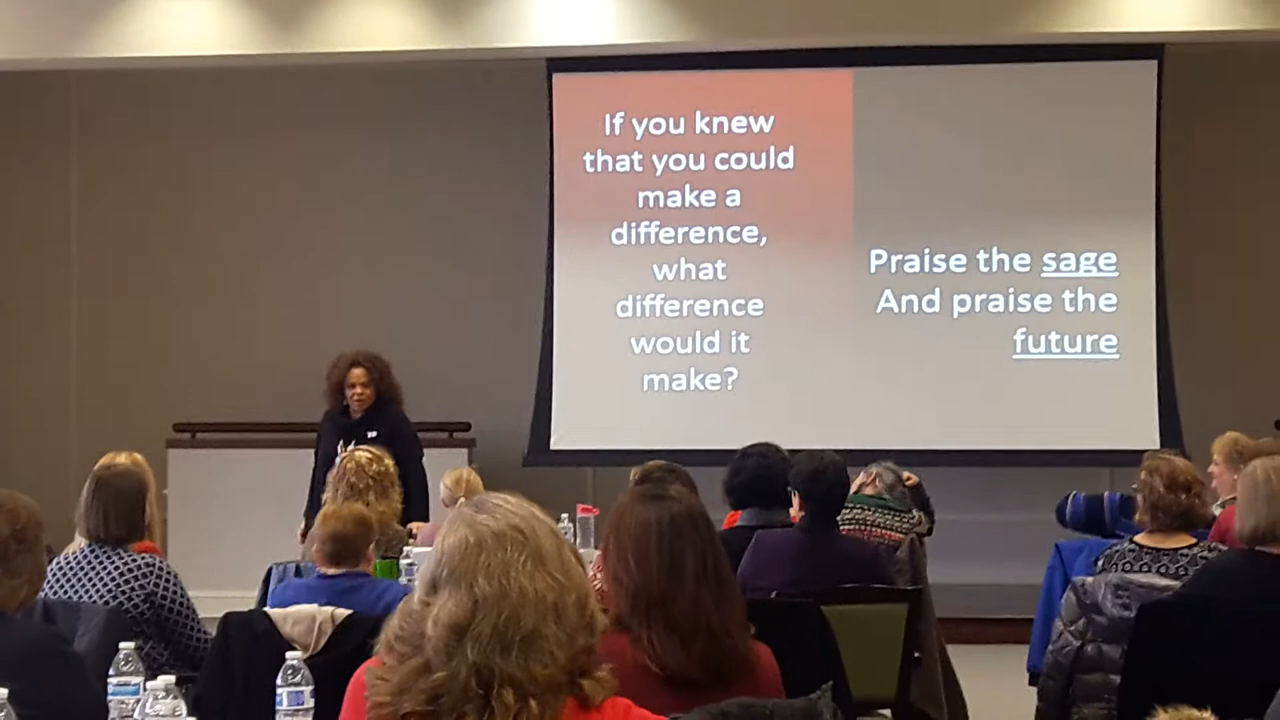 If you knew
that you could
make a
difference,
what
difference
would it
make?
Praise the sage
And praise the
future